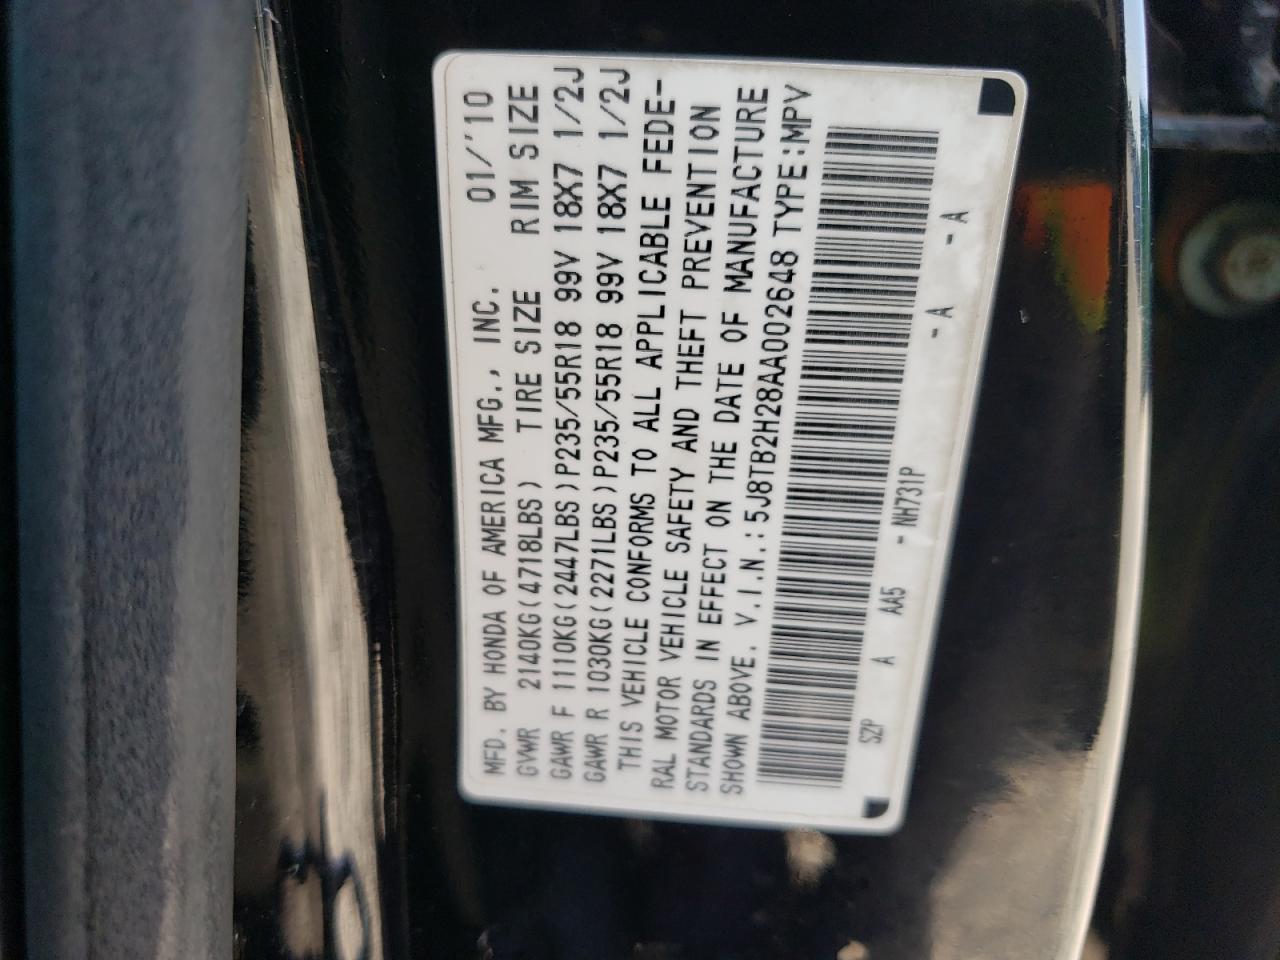 MFD. BY HONDA OF AMERICA MFG., INC. 01/'10
GVWR 2140KG(4718LBS) TIRE SIZE RIM SIZE
GAWR F 1110KG(2447LBS)P235/55R18 99V 18X7 1/2J
GAWR R 1030KG(2271LBS)P235/55R18 99V 18X7 1/2J
THIS VEHICLE CONFORMS TO ALL APPLICABLE FEDE-
RAL MOTOR VEHICLE SAFETY AND THEFT PREVENTION
STANDARDS IN EFFECT ON THE DATE OF MANUFACTURE
SHOWN ABOVE. V.I.N.:5J8TB2H28AA002648 TYPE:MPV
SZP A AA5 - NH731P - A - A